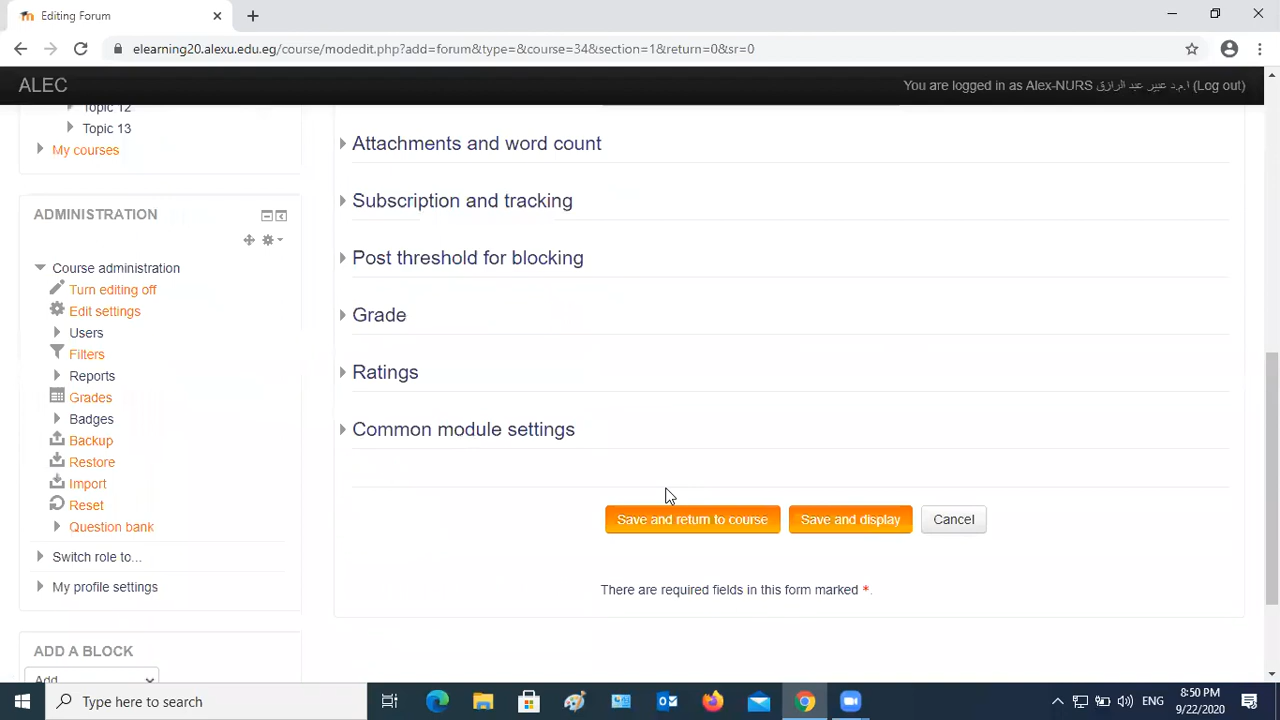 Editing Forum
elearning20.alexu.edu.eg/course/modedit.php?add=forum&type=&course=34&section=1&return=0&sr=0
ALEC
You are logged in as Alex-NURS ا.م.د عبير عبد الرازق (Log out)
Topic 12
Topic 13
My courses
ADMINISTRATION
Course administration
Turn editing off
Edit settings
Users
Filters
Reports
Grades
Badges
Backup
Restore
Import
Reset
Question bank
Switch role to...
My profile settings
ADD A BLOCK
Add...
Attachments and word count
Subscription and tracking
Post threshold for blocking
Grade
Ratings
Common module settings
Save and return to course
Save and display
Cancel
There are required fields in this form marked *.
Type here to search
ENG
8:50 PM
9/22/2020